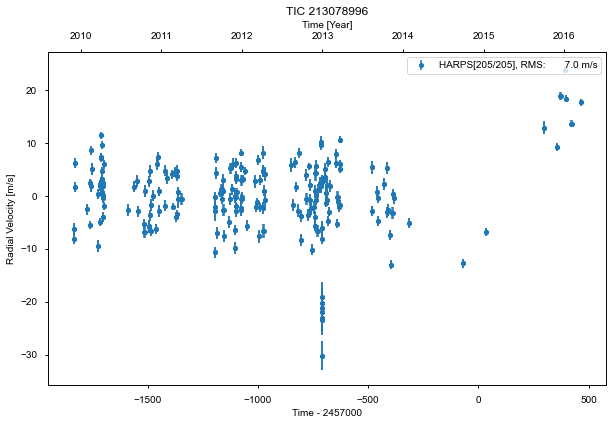 TIC 213078996
Time [Year]
2010 2011 2012 2013 2014 2015 2016
HARPS[205/205], RMS: 7.0 m/s
Radial Velocity [m/s]
20
10
0
−10
−20
−30
−1500 −1000 −500 0 500
Time - 2457000